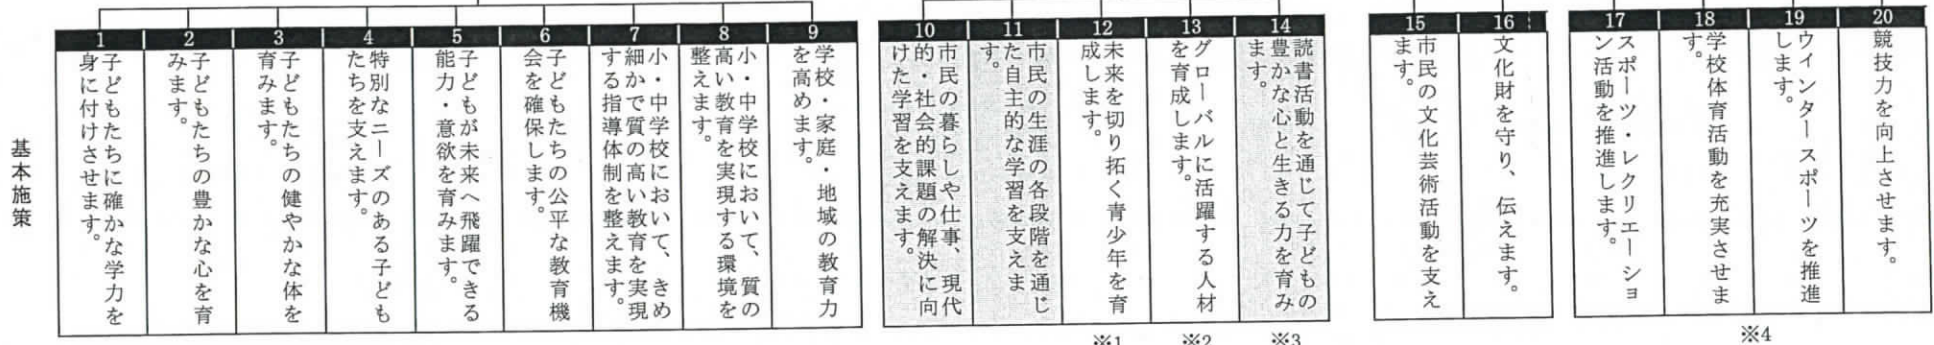 基本施策
1
子どもたちに確かな学力を
身に付けさせます。
2
子どもたちの豊かな心を育
みます。
3
子どもたちの健やかな体を
育みます。
4
特別なニーズのある子ども
たちを支えます。
5
子どもが未来へ飛躍できる
能力・意欲を育みます。
6
子どもたちの公平な教育機
会を確保します。
7
小・中学校において、きめ
細かで質の高い教育を実現
する指導体制を整えます。
8
小・中学校において、質の
高い教育を実現する環境を
整えます。
9
学校・家庭・地域の教育力
を高めます。
10
市民の暮らしや仕事、現代
的・社会的課題の解決に向
けた学習を支えます。
11
市民の生涯の各段階を通じ
た自主的な学習を支えま
す。
12
未来を切り拓く青少年を育
成します。
13
グローバルに活躍する人材
を育成します。
14
読書活動を通じて子どもの
豊かな心と生きる力を育み
ます。
15
市民の文化芸術活動を支え
ます。
16
文化財を守り、伝えます。
17
スポーツ・レクリエーショ
ン活動を推進します。
18
学校体育活動を充実させま
す。
19
ウィンタースポーツを推進
します。
20
競技力を向上させます。
※1
※2
※3
※4